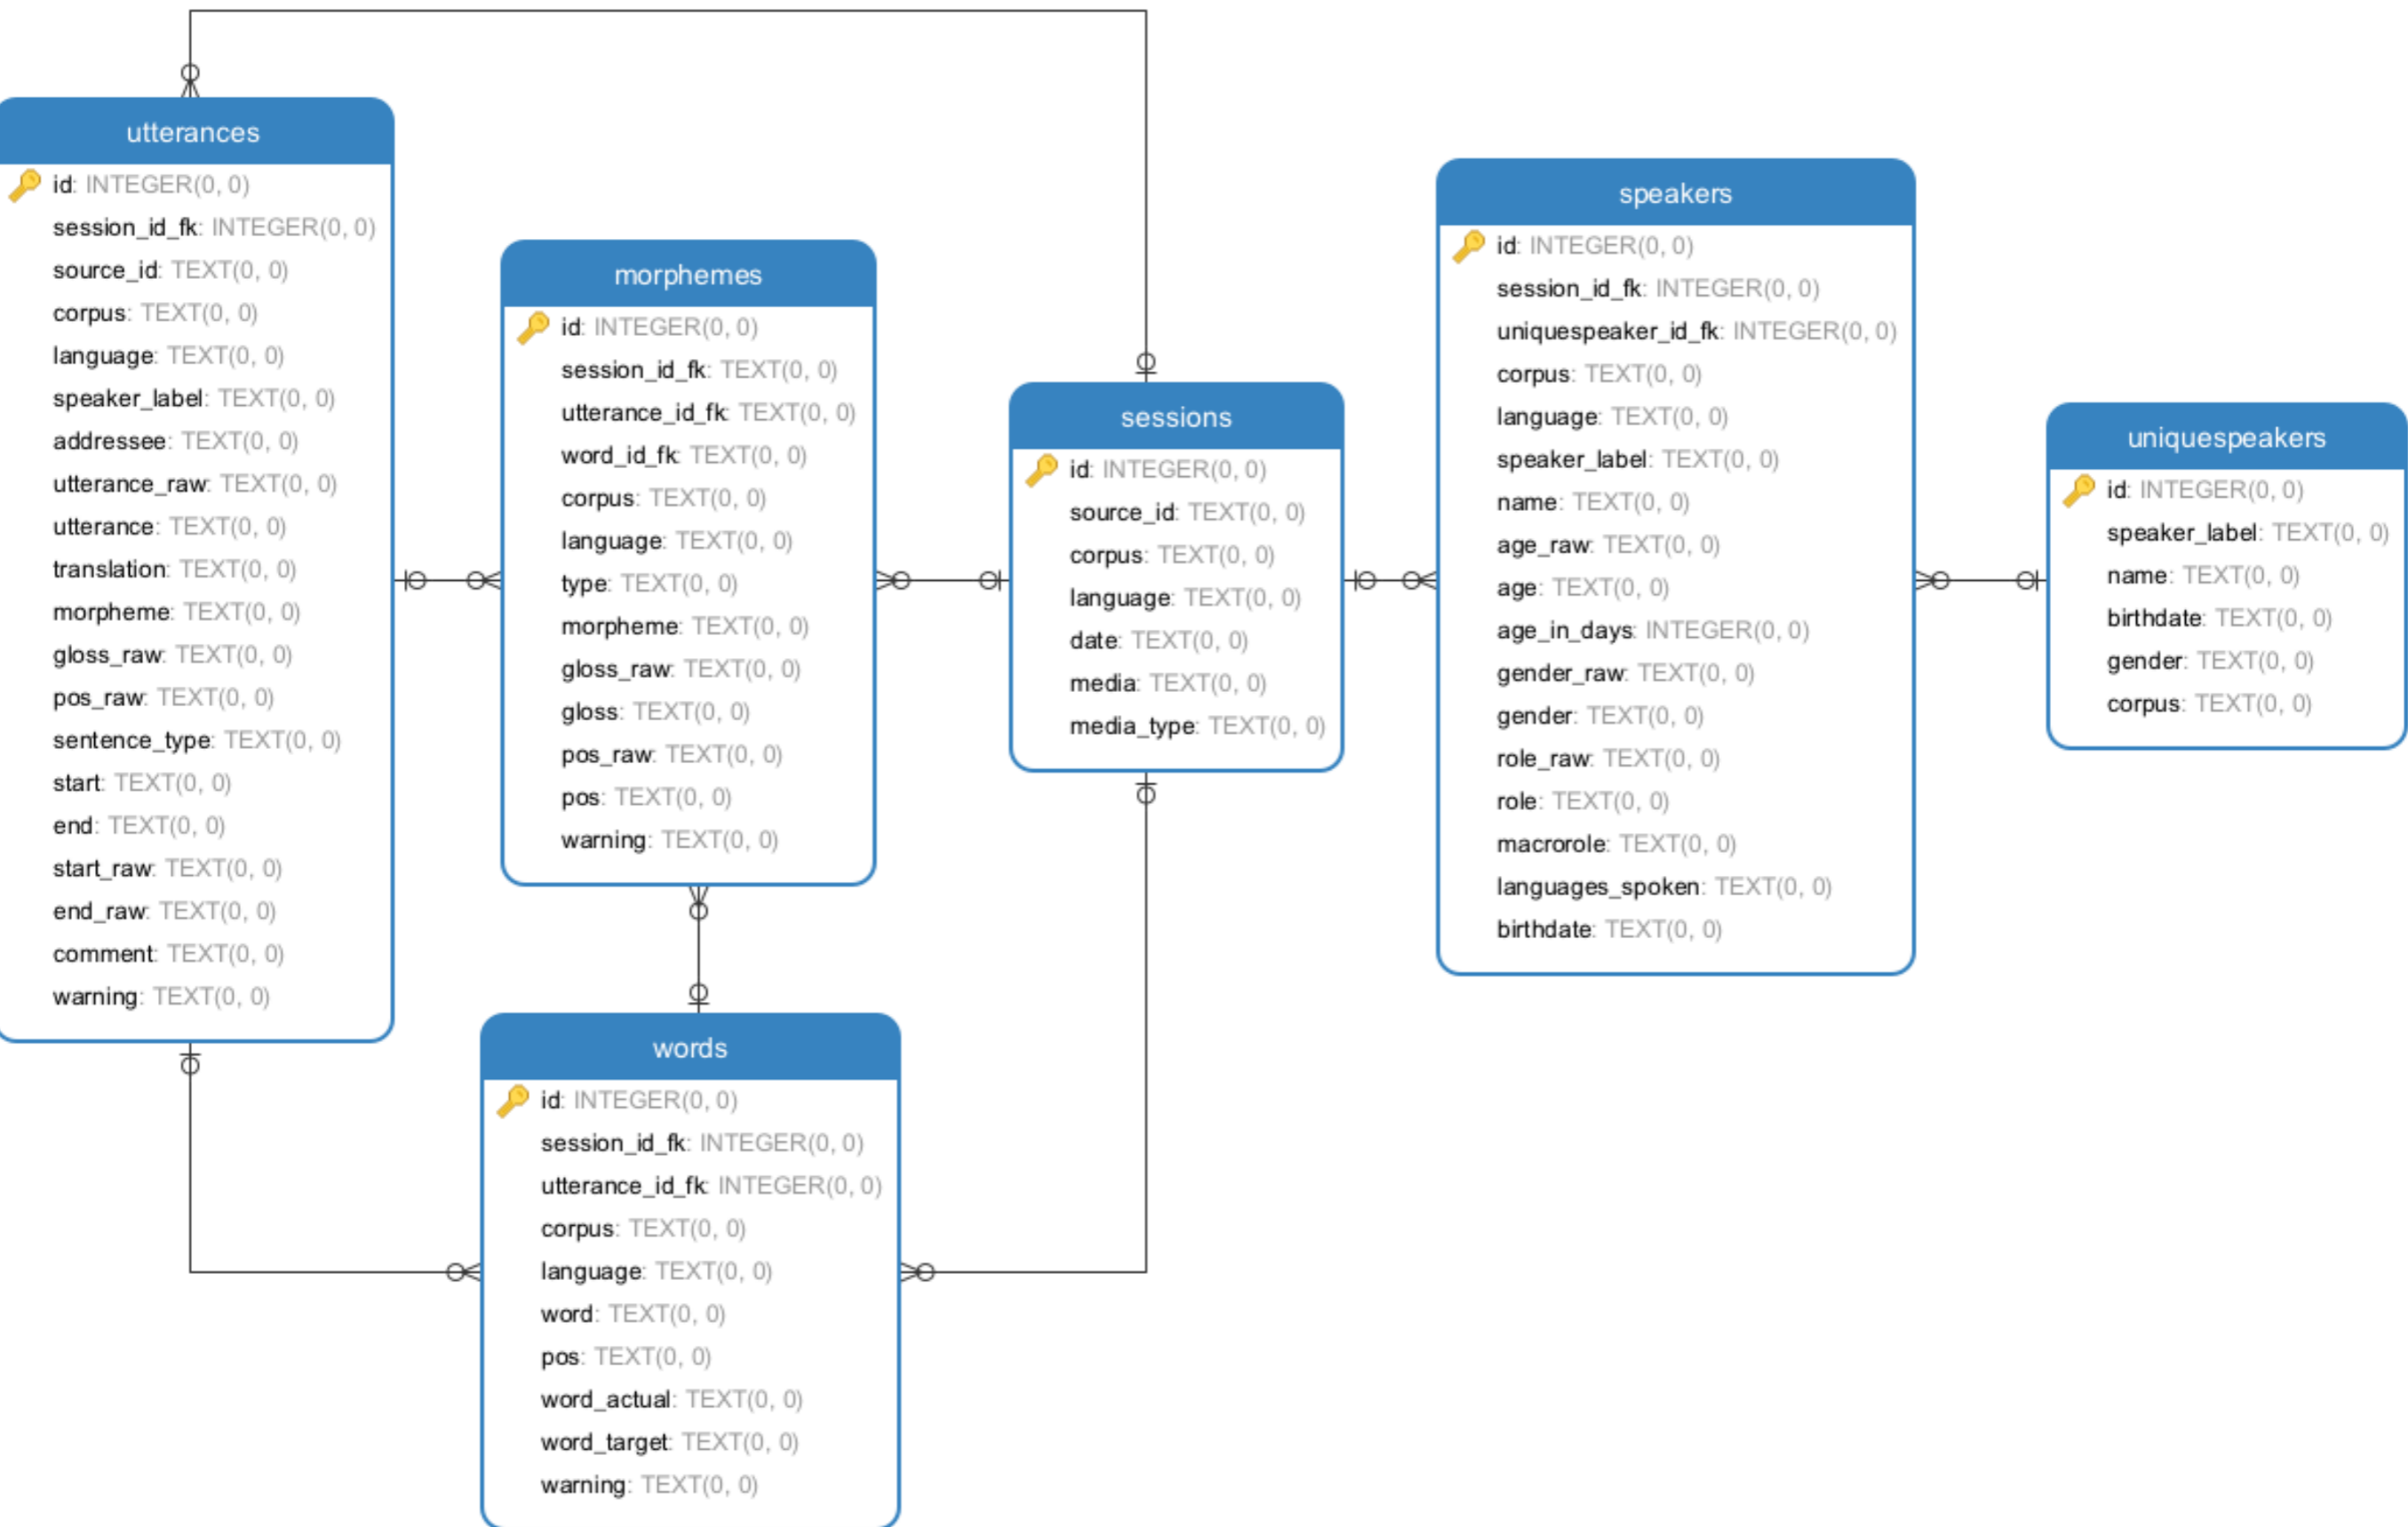 utterances
id: INTEGER(0, 0)
session_id_fk: INTEGER(0, 0)
source_id: TEXT(0, 0)
corpus: TEXT(0, 0)
language: TEXT(0, 0)
speaker_label: TEXT(0, 0)
addressee: TEXT(0, 0)
utterance_raw: TEXT(0, 0)
utterance: TEXT(0, 0)
translation: TEXT(0, 0)
morpheme: TEXT(0, 0)
gloss_raw: TEXT(0, 0)
pos_raw: TEXT(0, 0)
sentence_type: TEXT(0, 0)
start: TEXT(0, 0)
end: TEXT(0, 0)
start_raw: TEXT(0, 0)
end_raw: TEXT(0, 0)
comment: TEXT(0, 0)
warning: TEXT(0, 0)
morphemes
id: INTEGER(0, 0)
session_id_fk: TEXT(0, 0)
utterance_id_fk: TEXT(0, 0)
word_id_fk: TEXT(0, 0)
corpus: TEXT(0, 0)
language: TEXT(0, 0)
type: TEXT(0, 0)
morpheme: TEXT(0, 0)
gloss_raw: TEXT(0, 0)
gloss: TEXT(0, 0)
pos_raw: TEXT(0, 0)
pos: TEXT(0, 0)
warning: TEXT(0, 0)
words
id: INTEGER(0, 0)
session_id_fk: INTEGER(0, 0)
utterance_id_fk: INTEGER(0, 0)
corpus: TEXT(0, 0)
language: TEXT(0, 0)
word: TEXT(0, 0)
pos: TEXT(0, 0)
word_actual: TEXT(0, 0)
word_target: TEXT(0, 0)
warning: TEXT(0, 0)
sessions
id: INTEGER(0, 0)
source_id: TEXT(0, 0)
corpus: TEXT(0, 0)
language: TEXT(0, 0)
date: TEXT(0, 0)
media: TEXT(0, 0)
media_type: TEXT(0, 0)
speakers
id: INTEGER(0, 0)
session_id_fk: INTEGER(0, 0)
uniquespeaker_id_fk: INTEGER(0, 0)
corpus: TEXT(0, 0)
language: TEXT(0, 0)
speaker_label: TEXT(0, 0)
name: TEXT(0, 0)
age_raw: TEXT(0, 0)
age: TEXT(0, 0)
age_in_days: INTEGER(0, 0)
gender_raw: TEXT(0, 0)
gender: TEXT(0, 0)
role_raw: TEXT(0, 0)
role: TEXT(0, 0)
macrorole: TEXT(0, 0)
languages_spoken: TEXT(0, 0)
birthdate: TEXT(0, 0)
uniquespeakers
id: INTEGER(0, 0)
speaker_label: TEXT(0, 0)
name: TEXT(0, 0)
birthdate: TEXT(0, 0)
gender: TEXT(0, 0)
corpus: TEXT(0, 0)